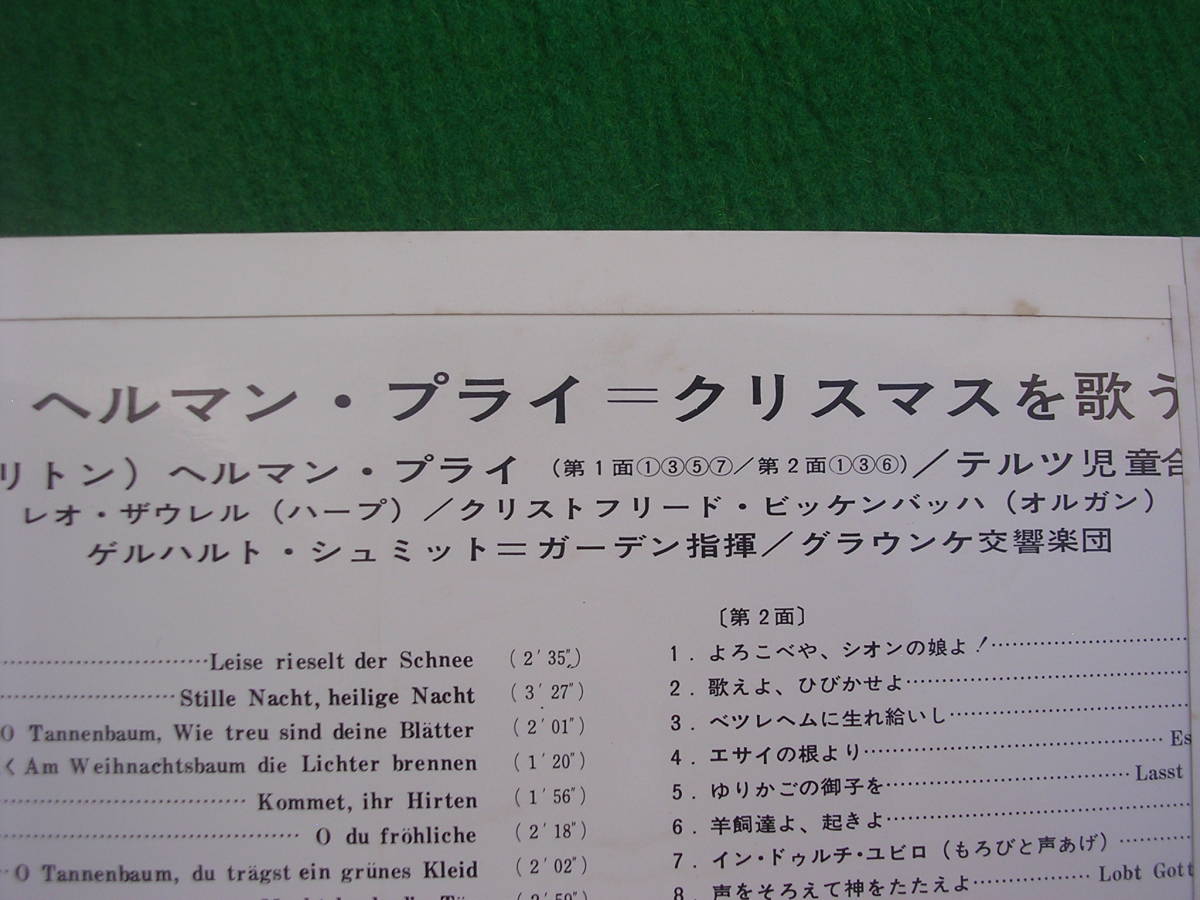 ヘルマン・プライ＝クリスマスを歌う
リトン）ヘルマン・プライ（第1面①③⑤⑦／第2面①③⑥）／テルツ児童合
レオ・ザウレル（ハープ）／クリストフリード・ビッケンバッハ（オルガン）
ゲルハルト・シュミット＝ガーデン指揮／グラウンケ交響楽団
Leise rieselt der Schnee (2′35″)
Stille Nacht, heilige Nacht (3′27″)
O Tannenbaum, Wie treu sind deine Blätter (2′01″)
く Am Weihnachtsbaum die Lichter brennen (1′20″)
Kommet, ihr Hirten (1′56″)
O du fröhliche (2′18″)
O Tannenbaum, du trägst ein grünes Kleid (2′02″)
〔第2面〕
1. よろこべや、シオンの娘よ！
2. 歌えよ、ひびかせよ
3. ベツレヘムに生れ給いし
4. エサイの根より Es
5. ゆりかごの御子を Lasst
6. 羊飼達よ、起きよ
7. イン・ドゥルチ・ユビロ（もろびと声あげ）
8. 声をそろえて神をたたえよ Lobt Gott